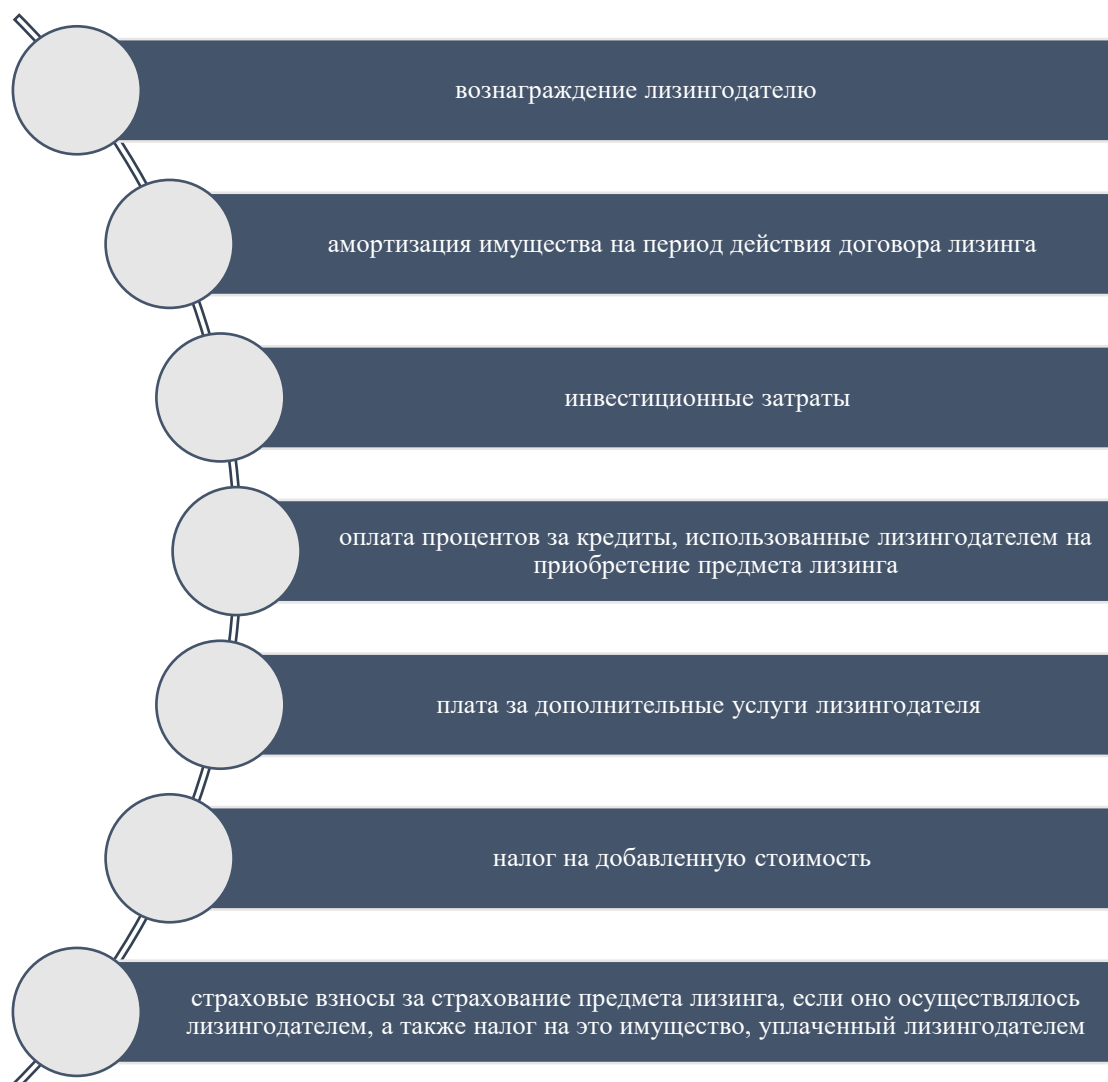 вознаграждение лизингодателю
амортизация имущества на период действия договора лизинга
инвестиционные затраты
оплата процентов за кредиты, использованные лизингодателем на
приобретение предмета лизинга
плата за дополнительные услуги лизингодателя
налог на добавленную стоимость
страховые взносы за страхование предмета лизинга, если оно осуществлялось
лизингодателем, а также налог на это имущество, уплаченный лизингодателем